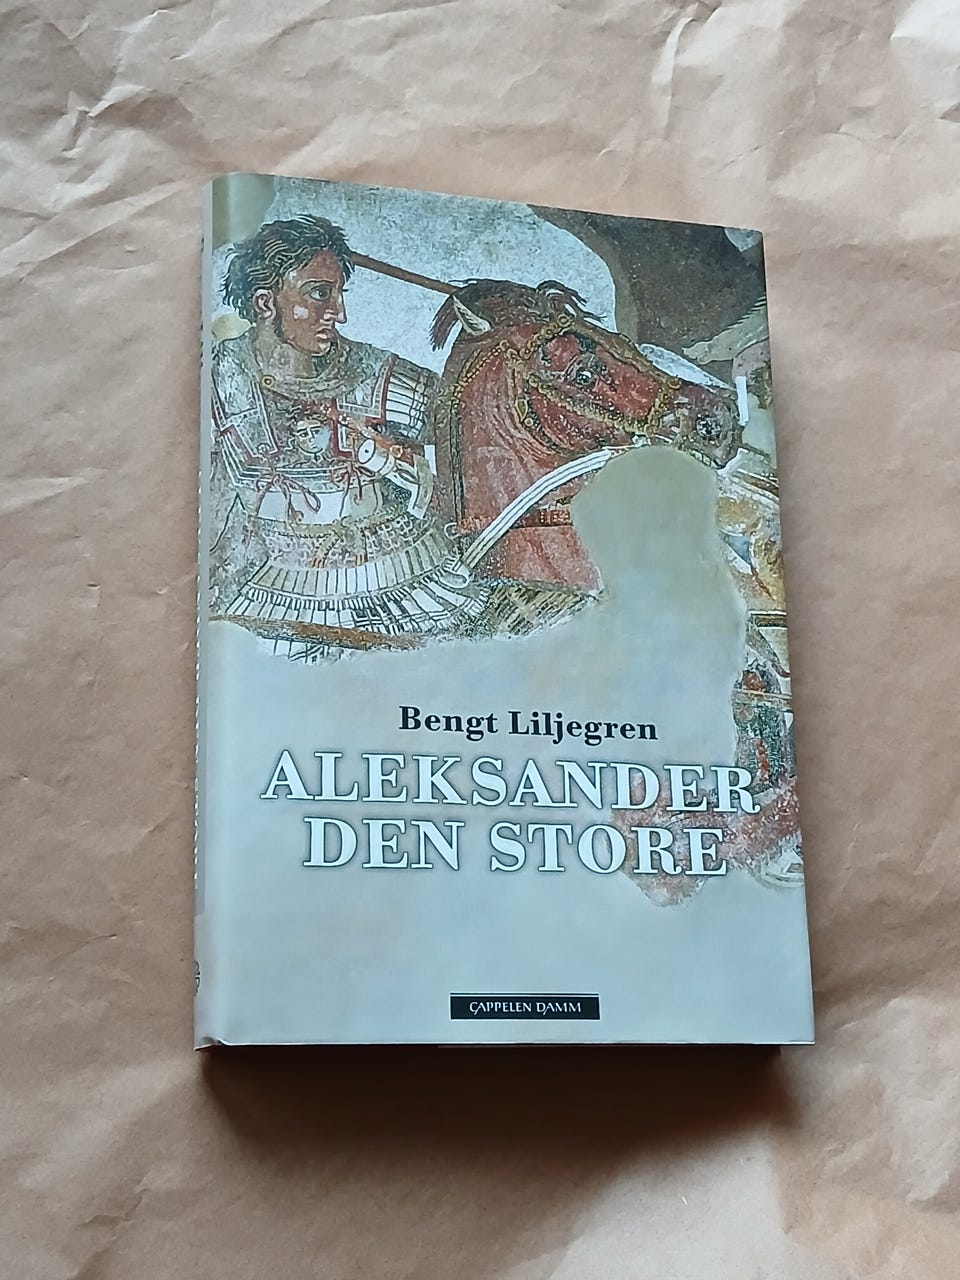 Bengt Liljegren
ALEKSANDER
DEN STORE
CAPPELEN DAMM